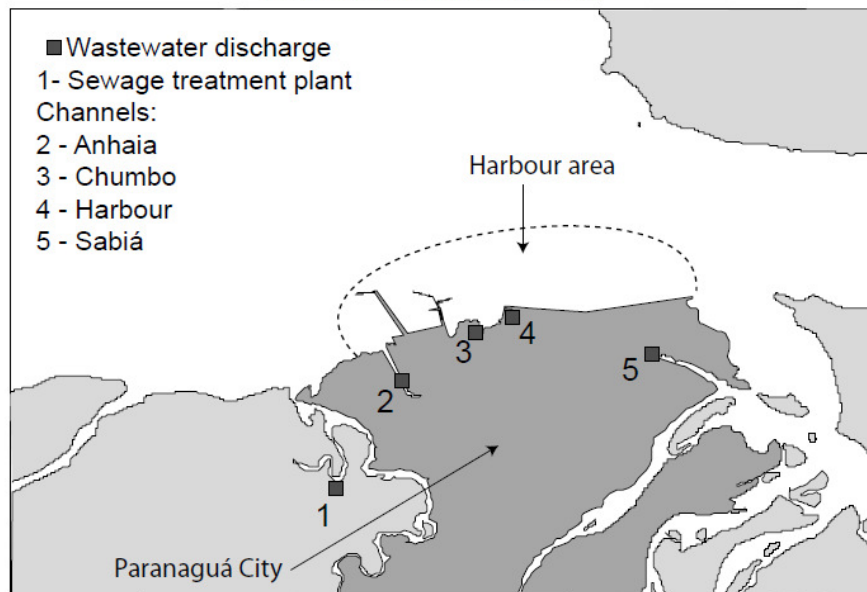 Wastewater discharge
1- Sewage treatment plant
Channels:
2 - Anhaia
3 - Chumbo
4 - Harbour
5 - Sabiá
Harbour area
4
3
5
2
1
Paranaguá City